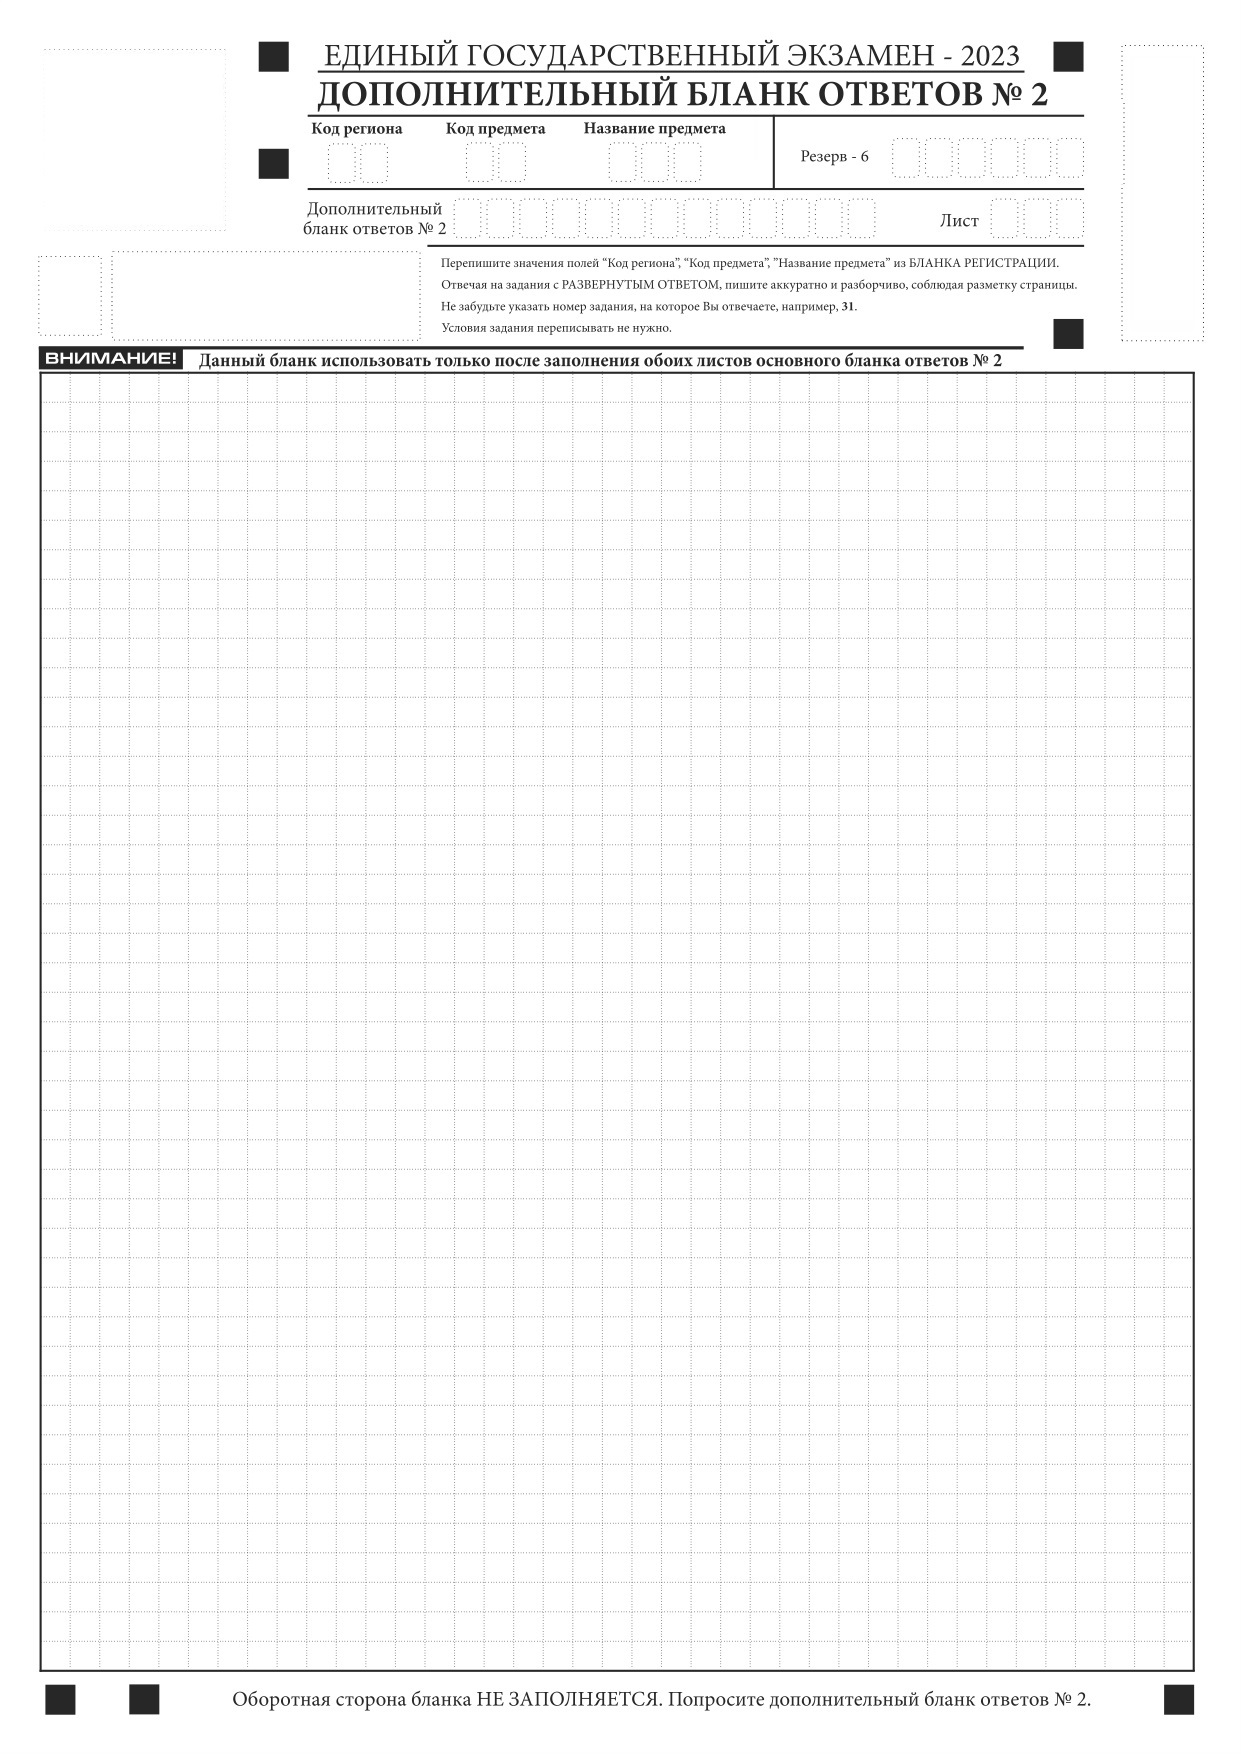 ЕДИНЫЙ ГОСУДАРСТВЕННЫЙ ЭКЗАМЕН - 2023
ДОПОЛНИТЕЛЬНЫЙ БЛАНК ОТВЕТОВ № 2
Код региона Код предмета Название предмета
Резерв - 6
Дополнительный
бланк ответов № 2
Лист
Перепишите значения полей “Код региона”, “Код предмета”, ”Название предмета” из БЛАНКА РЕГИСТРАЦИИ.
Отвечая на задания с РАЗВЕРНУТЫМ ОТВЕТОМ, пишите аккуратно и разборчиво, соблюдая разметку страницы.
Не забудьте указать номер задания, на которое Вы отвечаете, например, 31.
Условия задания переписывать не нужно.
ВНИМАНИЕ! Данный бланк использовать только после заполнения обоих листов основного бланка ответов № 2
Оборотная сторона бланка НЕ ЗАПОЛНЯЕТСЯ. Попросите дополнительный бланк ответов № 2.